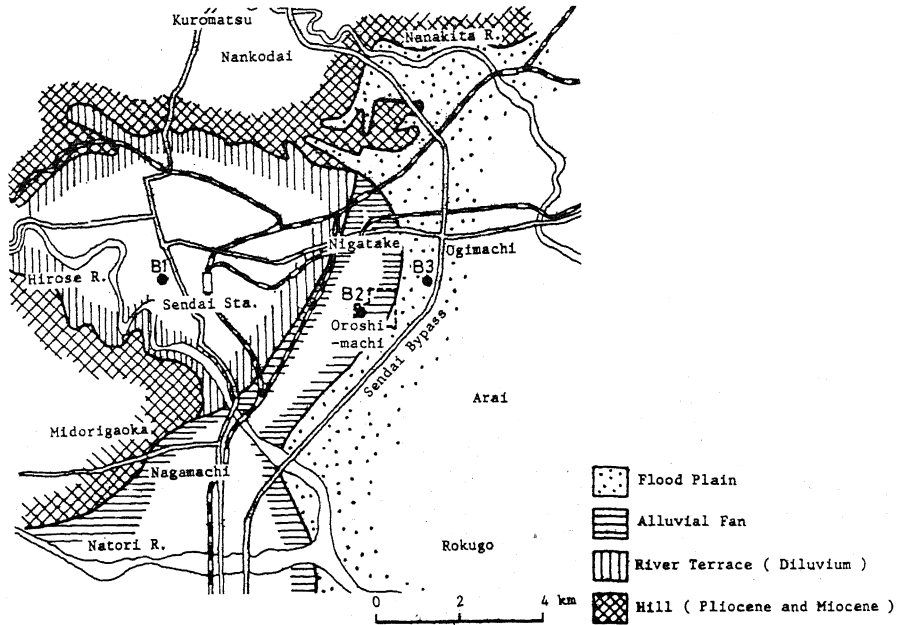 Kuromatsu
Nanakita R.
Nankodai
Nigatake
Ogimachi
B1
B3
Hirose R.
Sendai Sta.
B2
Oroshi
-machi
Sendai Bypass
Arai
Midorigaoka
Nagamachi
Natori R.
Rokugo
Flood Plain
Alluvial Fan
River Terrace ( Diluvium )
Hill ( Pliocene and Miocene )
0 2 4 km